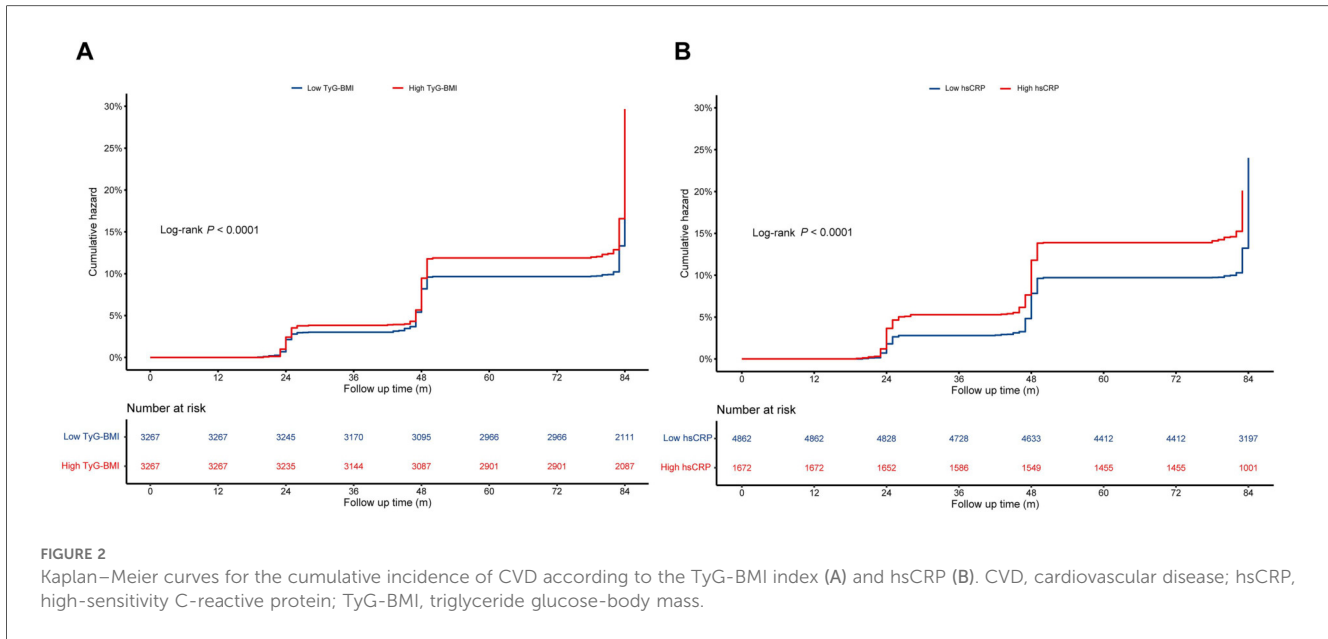 A
Low TyG-BMI High TyG-BMI
30%
25%
20%
15%
10%
5%
0%
Cumulative hazard
Log-rank P < 0.0001
0 12 24 36 48 60 72 84
Follow up time (m)
Number at risk
Low TyG-BMI 3267 3267 3245 3170 3095 2966 2966 2111
High TyG-BMI 3267 3267 3235 3144 3087 2901 2901 2087
0 12 24 36 48 60 72 84
Follow up time (m)
B
Low hsCRP High hsCRP
30%
25%
20%
15%
10%
5%
0%
Cumulative hazard
Log-rank P < 0.0001
0 12 24 36 48 60 72 84
Follow up time (m)
Number at risk
Low hsCRP 4862 4862 4828 4728 4633 4412 4412 3197
High hsCRP 1672 1672 1652 1586 1549 1455 1455 1001
0 12 24 36 48 60 72 84
Follow up time (m)
FIGURE 2
Kaplan–Meier curves for the cumulative incidence of CVD according to the TyG-BMI index (A) and hsCRP (B). CVD, cardiovascular disease; hsCRP,
high-sensitivity C-reactive protein; TyG-BMI, triglyceride glucose-body mass.